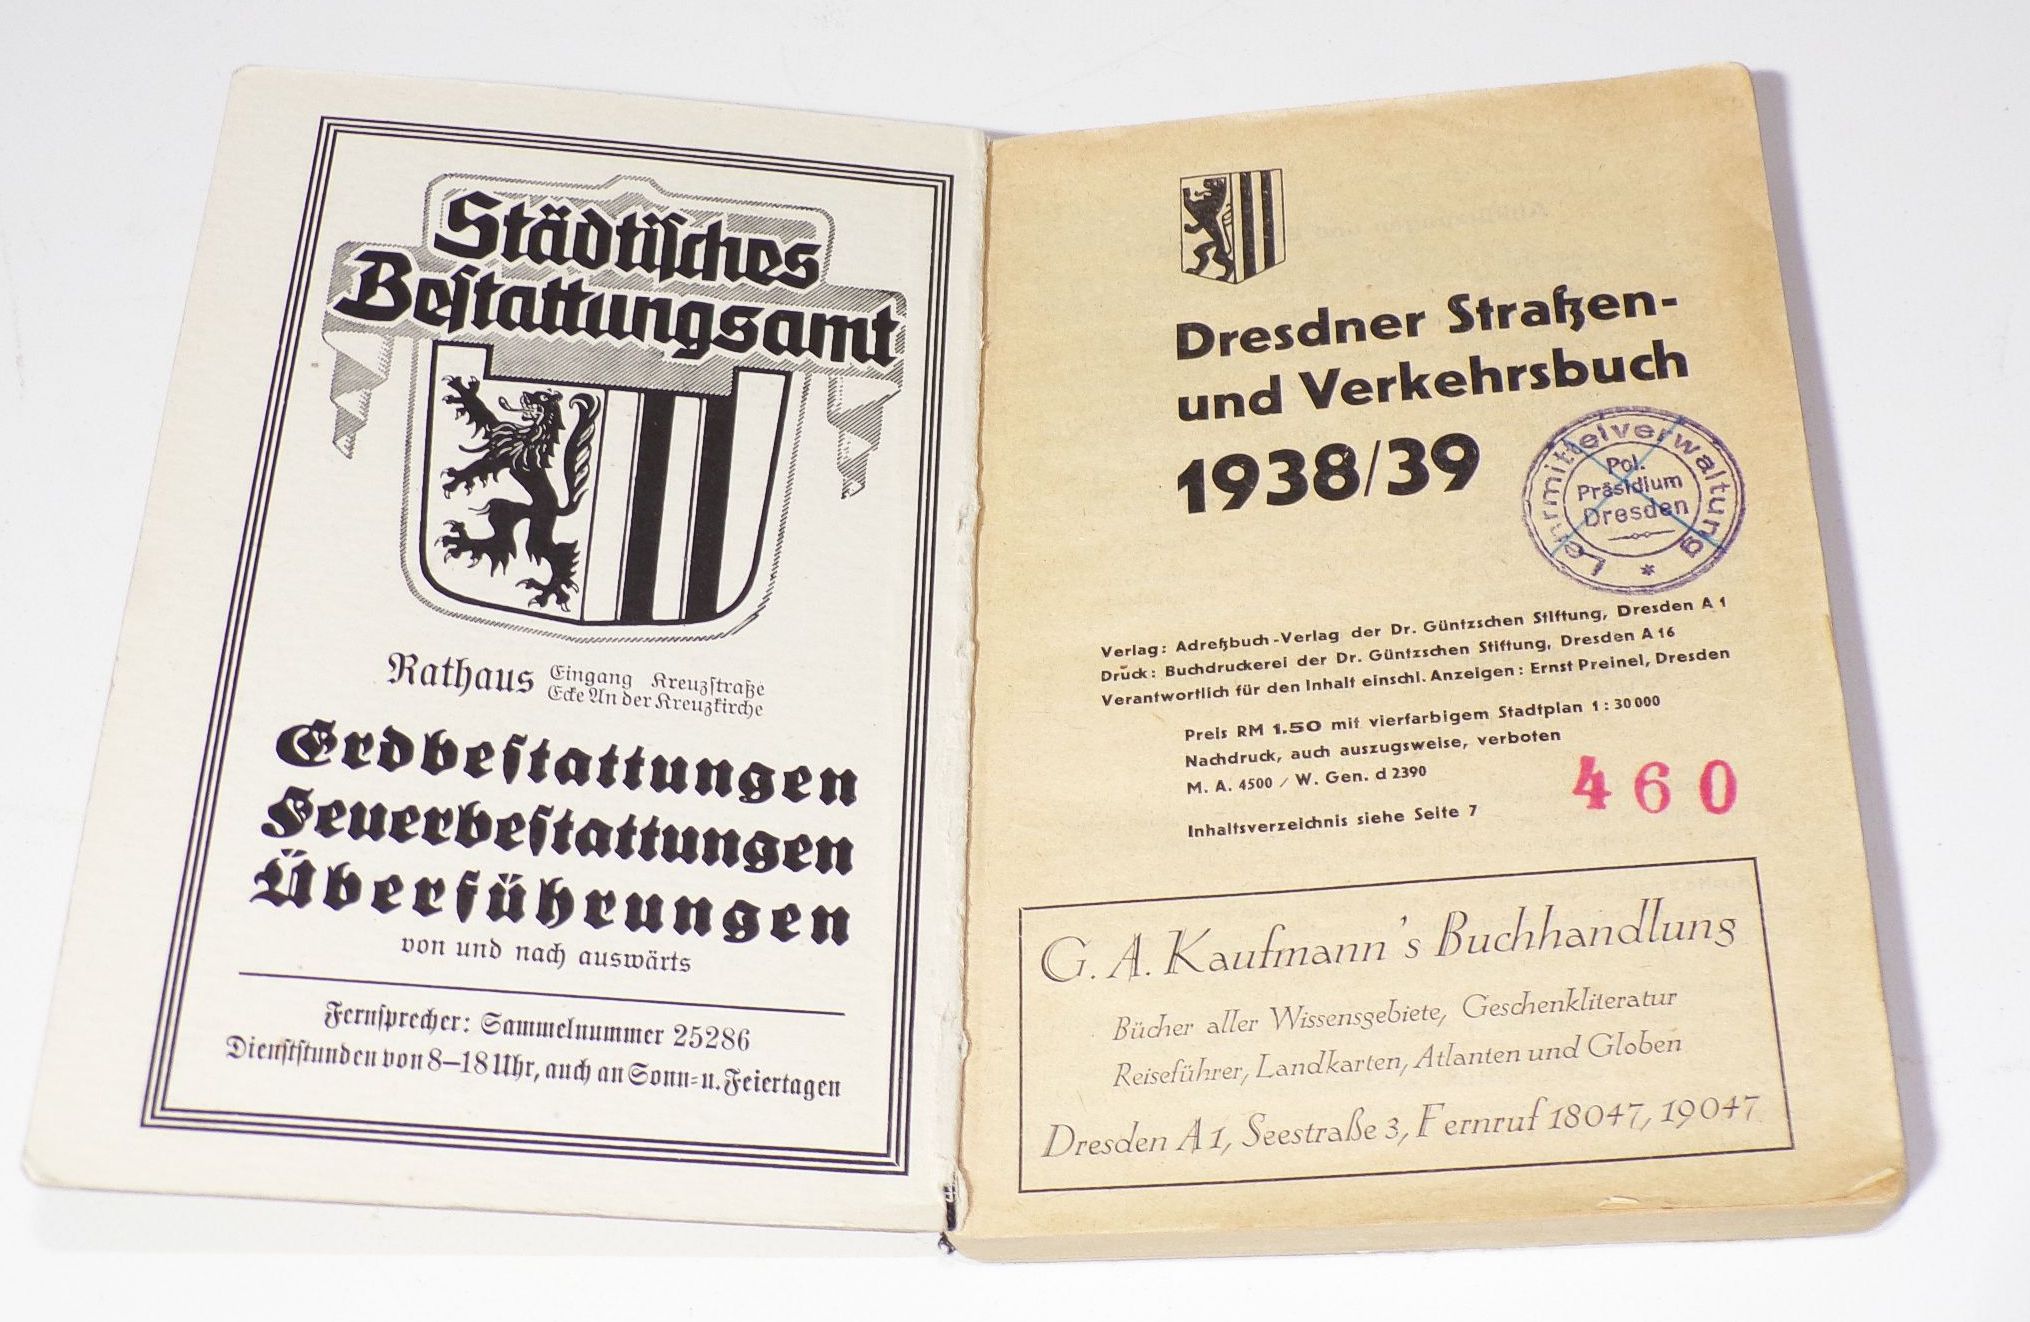 Städtisches
Bestattungsamt
Rathaus Eingang Kreuzstraße
Ecke An der Kreuzkirche
Erdbestattungen
Feuerbestattungen
Überführungen
von und nach auswärts
Fernsprecher: Sammelnummer 25286
Dienststunden von 8–18 Uhr, auch an Sonn- u. Feiertagen
Dresdner Straßen-
und Verkehrsbuch
1938/39
Lehrmittelverwaltung
Pol.
Präsidium
Dresden
*
Verlag: Adreßbuch-Verlag der Dr. Güntzschen Stiftung, Dresden A 1
Druck: Buchdruckerei der Dr. Güntzschen Stiftung, Dresden A 16
Verantwortlich für den Inhalt einschl. Anzeigen: Ernst Preinel, Dresden
Preis RM 1.50 mit vierfarbigem Stadtplan 1 : 30 000
Nachdruck, auch auszugsweise, verboten
M. A. 4500 / W. Gen. d 2390
460
Inhaltsverzeichnis siehe Seite 7
G. A. Kaufmann's Buchhandlung
Bücher aller Wissensgebiete, Geschenkliteratur
Reiseführer, Landkarten, Atlanten und Globen
Dresden A 1, Seestraße 3, Fernruf 18047, 19047